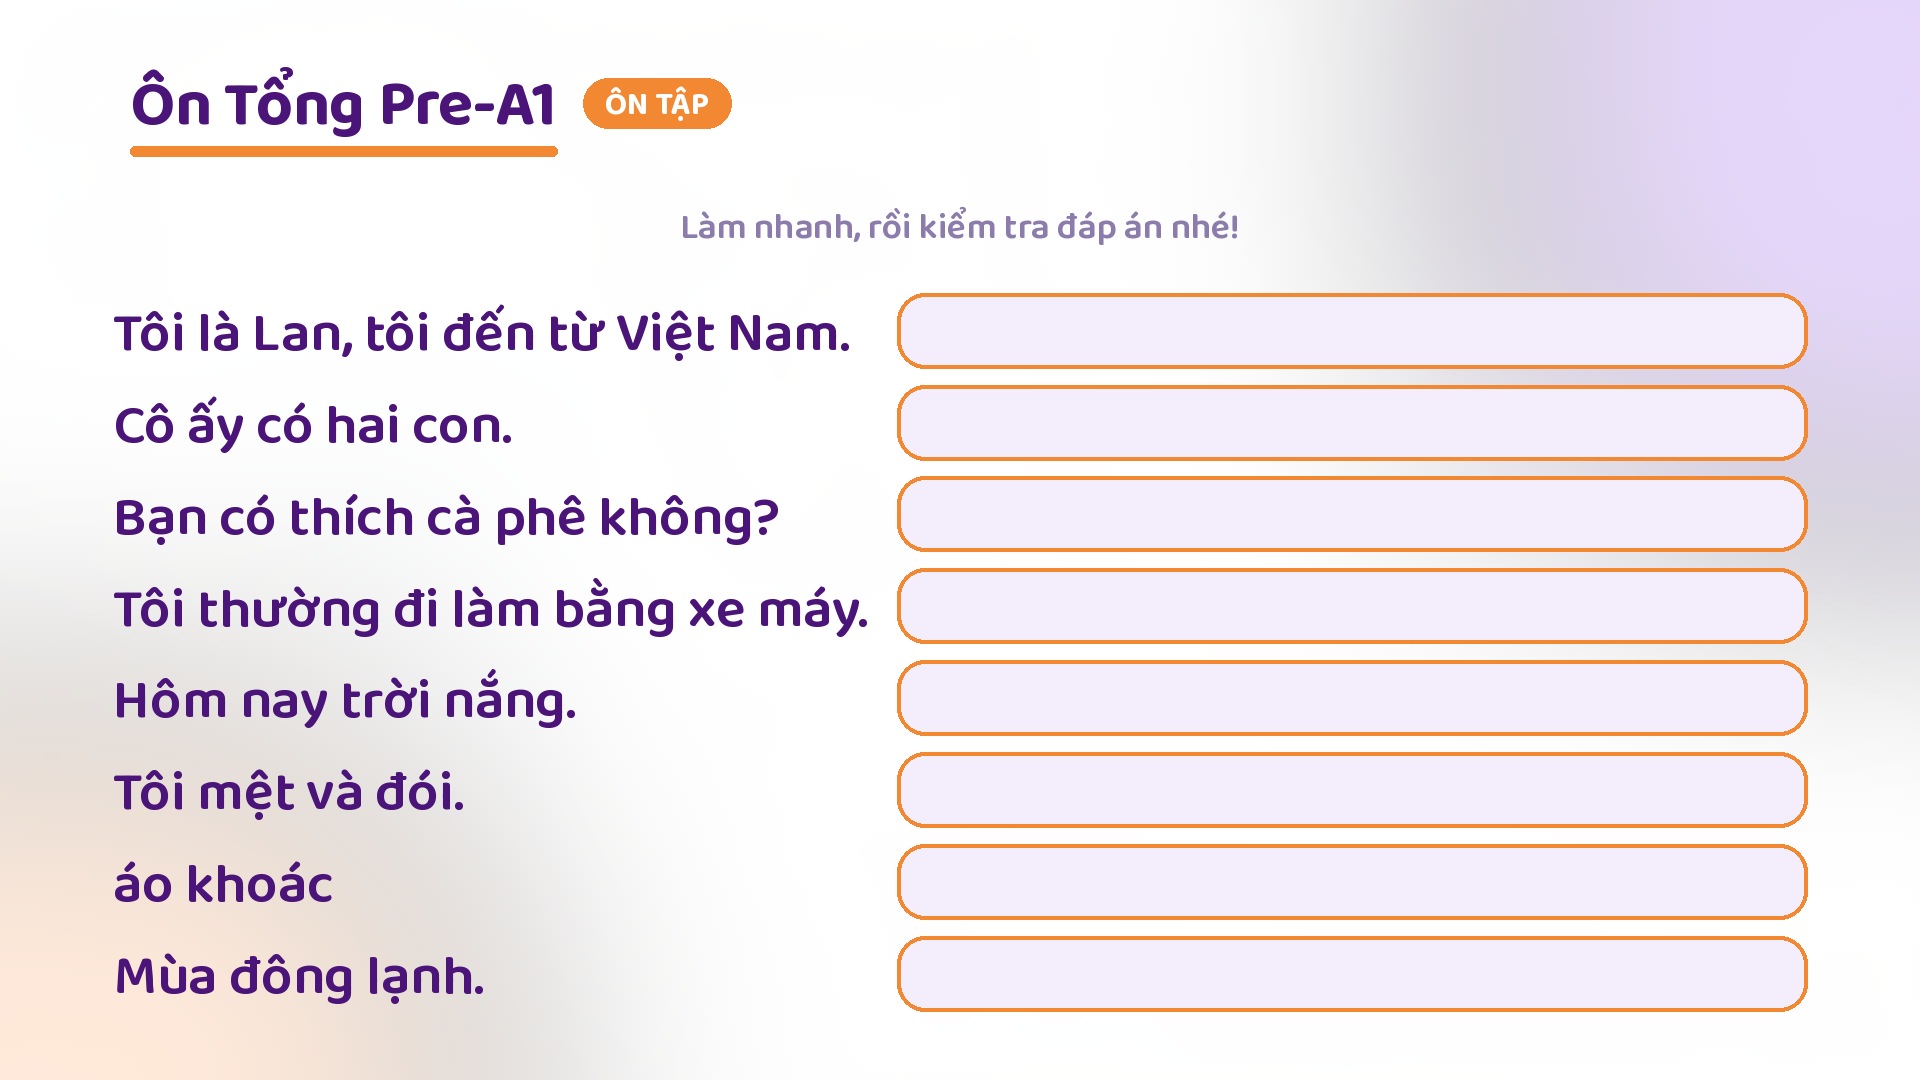 Ôn Tổng Pre-A1
ÔN TẬP
Làm nhanh, rồi kiểm tra đáp án nhé!
Tôi là Lan, tôi đến từ Việt Nam.
Cô ấy có hai con.
Bạn có thích cà phê không?
Tôi thường đi làm bằng xe máy.
Hôm nay trời nắng.
Tôi mệt và đói.
áo khoác
Mùa đông lạnh.